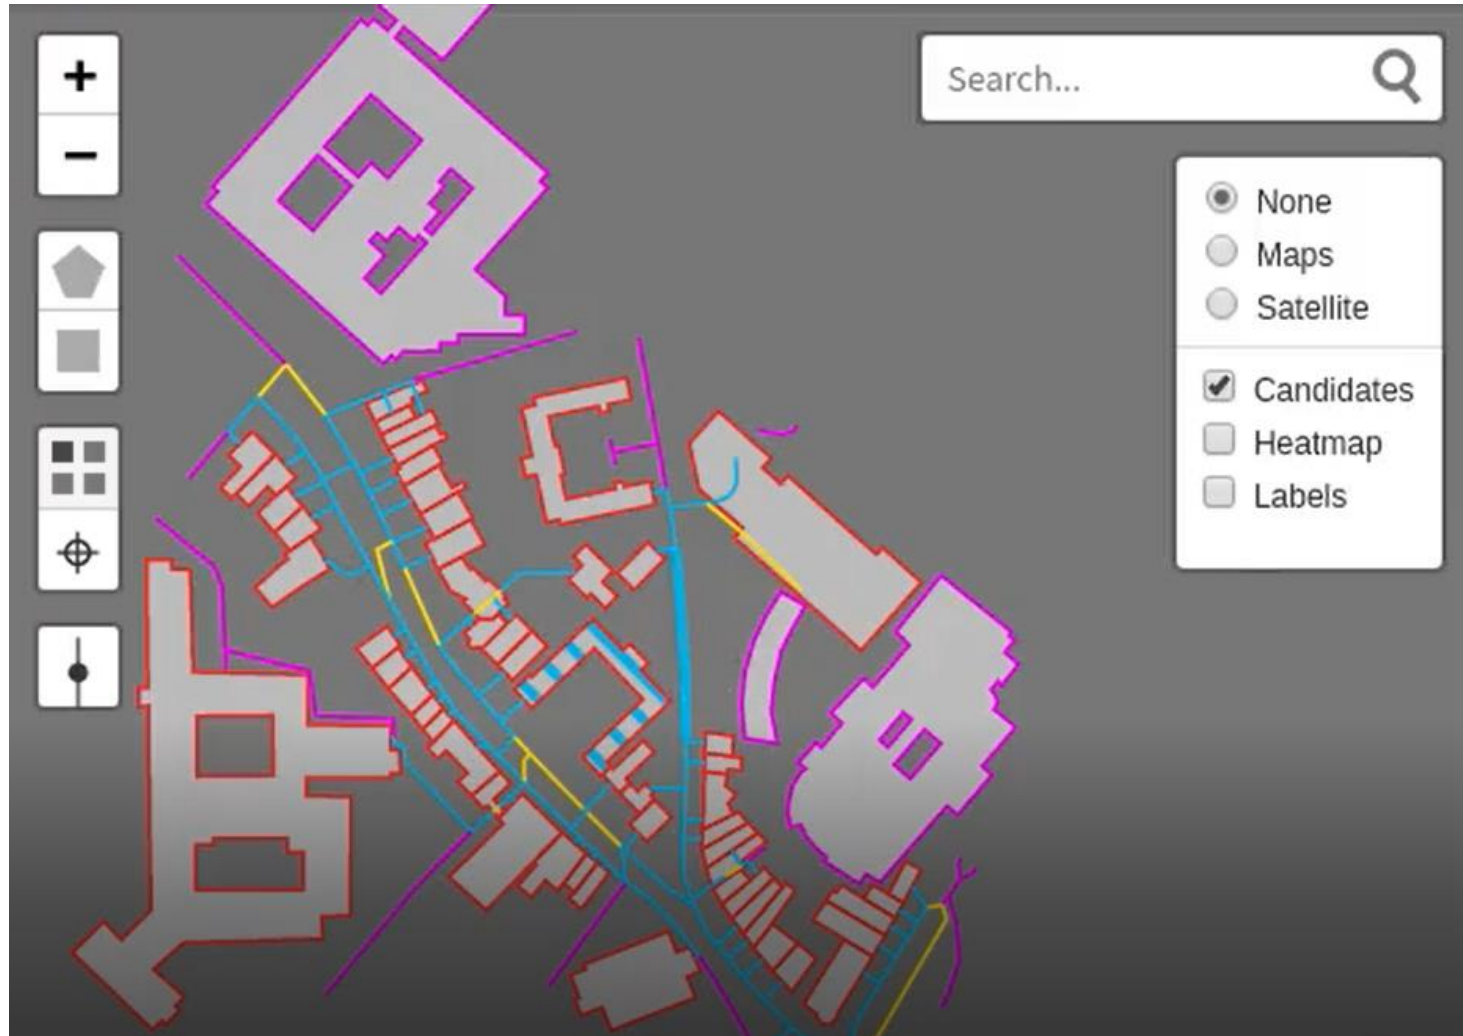 +
−
Search...
None
Maps
Satellite
Candidates
Heatmap
Labels